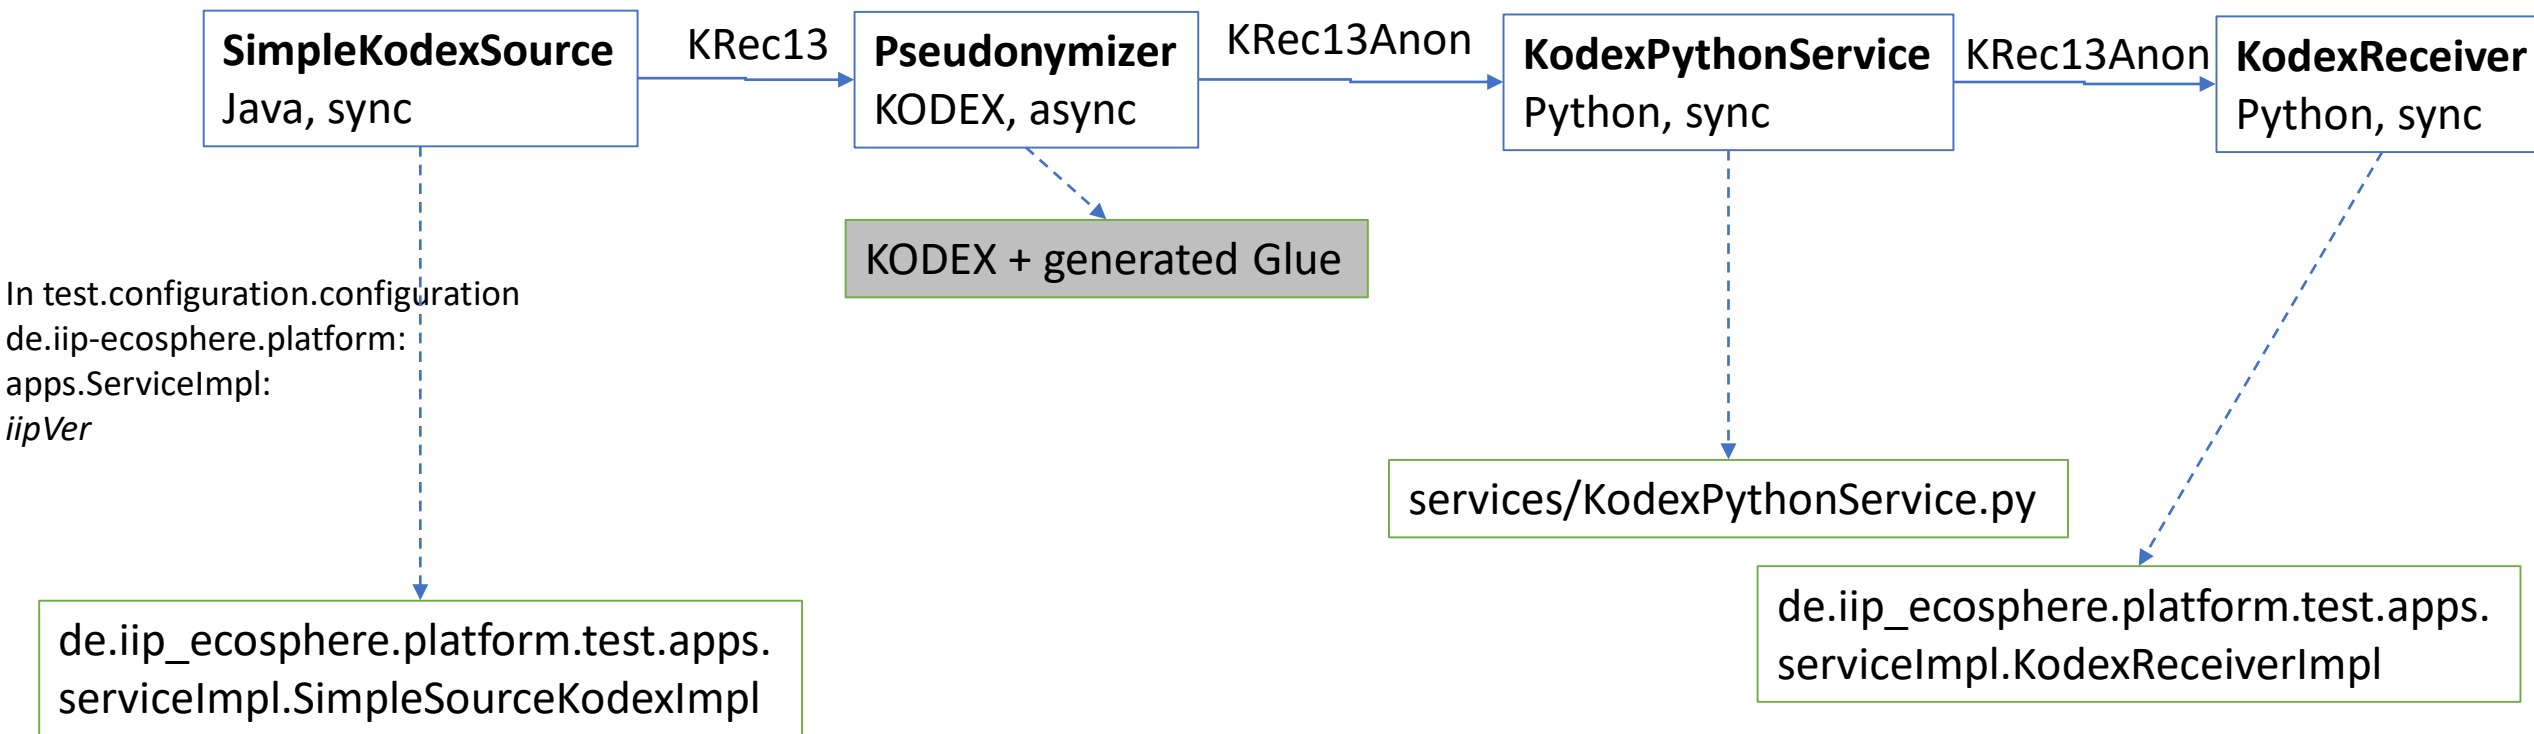 SimpleKodexSource
Java, sync
KRec13
Pseudonymizer
KODEX, async
KRec13Anon
KodexPythonService
Python, sync
KRec13Anon
KodexReceiver
Python, sync
KODEX + generated Glue
In test.configuration.configuration
de.iip-ecosphere.platform:
apps.ServiceImpl:
iipVer
services/KodexPythonService.py
de.iip_ecosphere.platform.test.apps.
serviceImpl.SimpleSourceKodexImpl
de.iip_ecosphere.platform.test.apps.
serviceImpl.KodexReceiverImpl